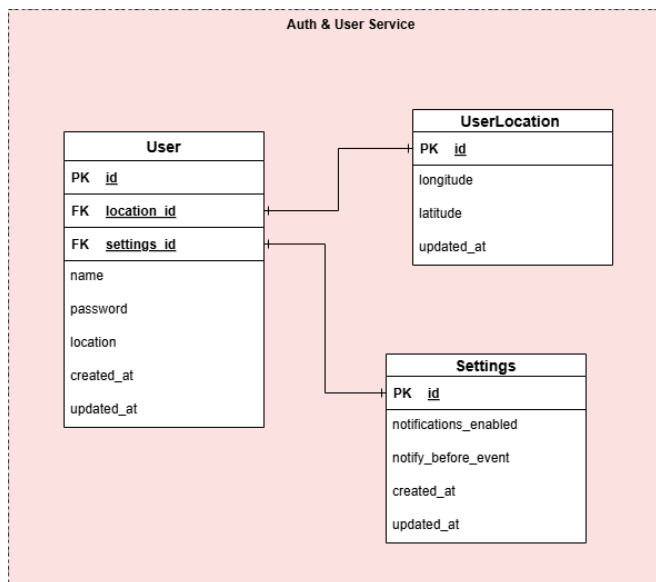 Auth & User Service
User
PK id
FK location_id
FK settings_id
name
password
location
created_at
updated_at
UserLocation
PK id
longitude
latitude
updated_at
Settings
PK id
notifications_enabled
notify_before_event
created_at
updated_at